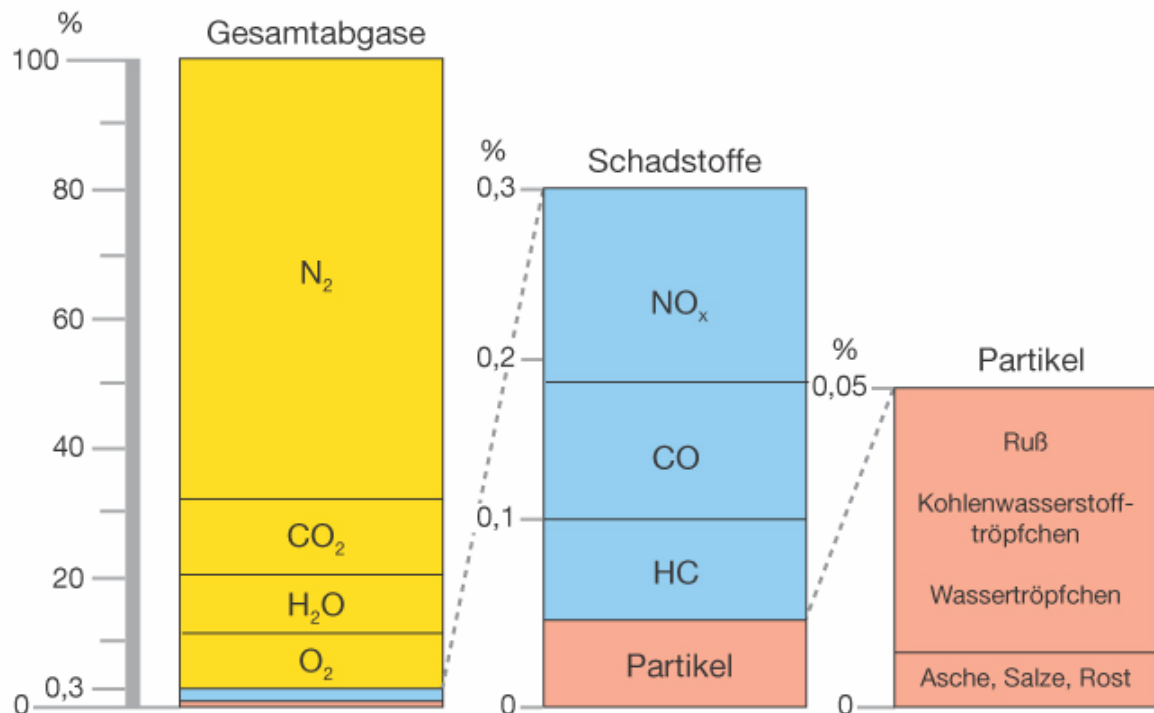 %
Gesamtabgase
100
80
60
40
20
0,3
0
N₂
CO₂
H₂O
O₂
%
Schadstoffe
0,3
0,2
0,1
0
NOₓ
CO
HC
Partikel
%
Partikel
0,05
0
Ruß
Kohlenwasserstoff-
tröpfchen
Wassertröpfchen
Asche, Salze, Rost